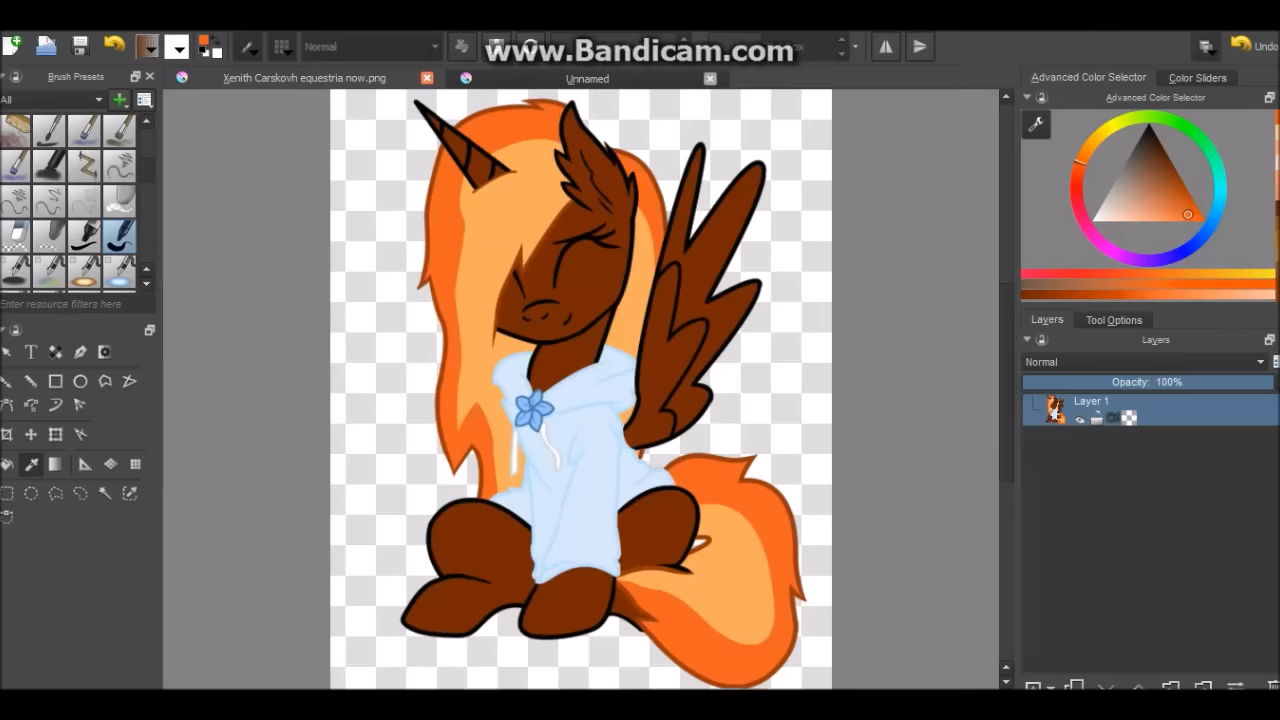 www.Bandicam.com
Normal
Undo
Brush Presets
Xenith Carskovh equestria now.png
Unnamed
Advanced Color Selector
Color Sliders
All
Advanced Color Selector
Enter resource filters here
Layers
Tool Options
Layers
Normal
Opacity: 100%
Layer 1